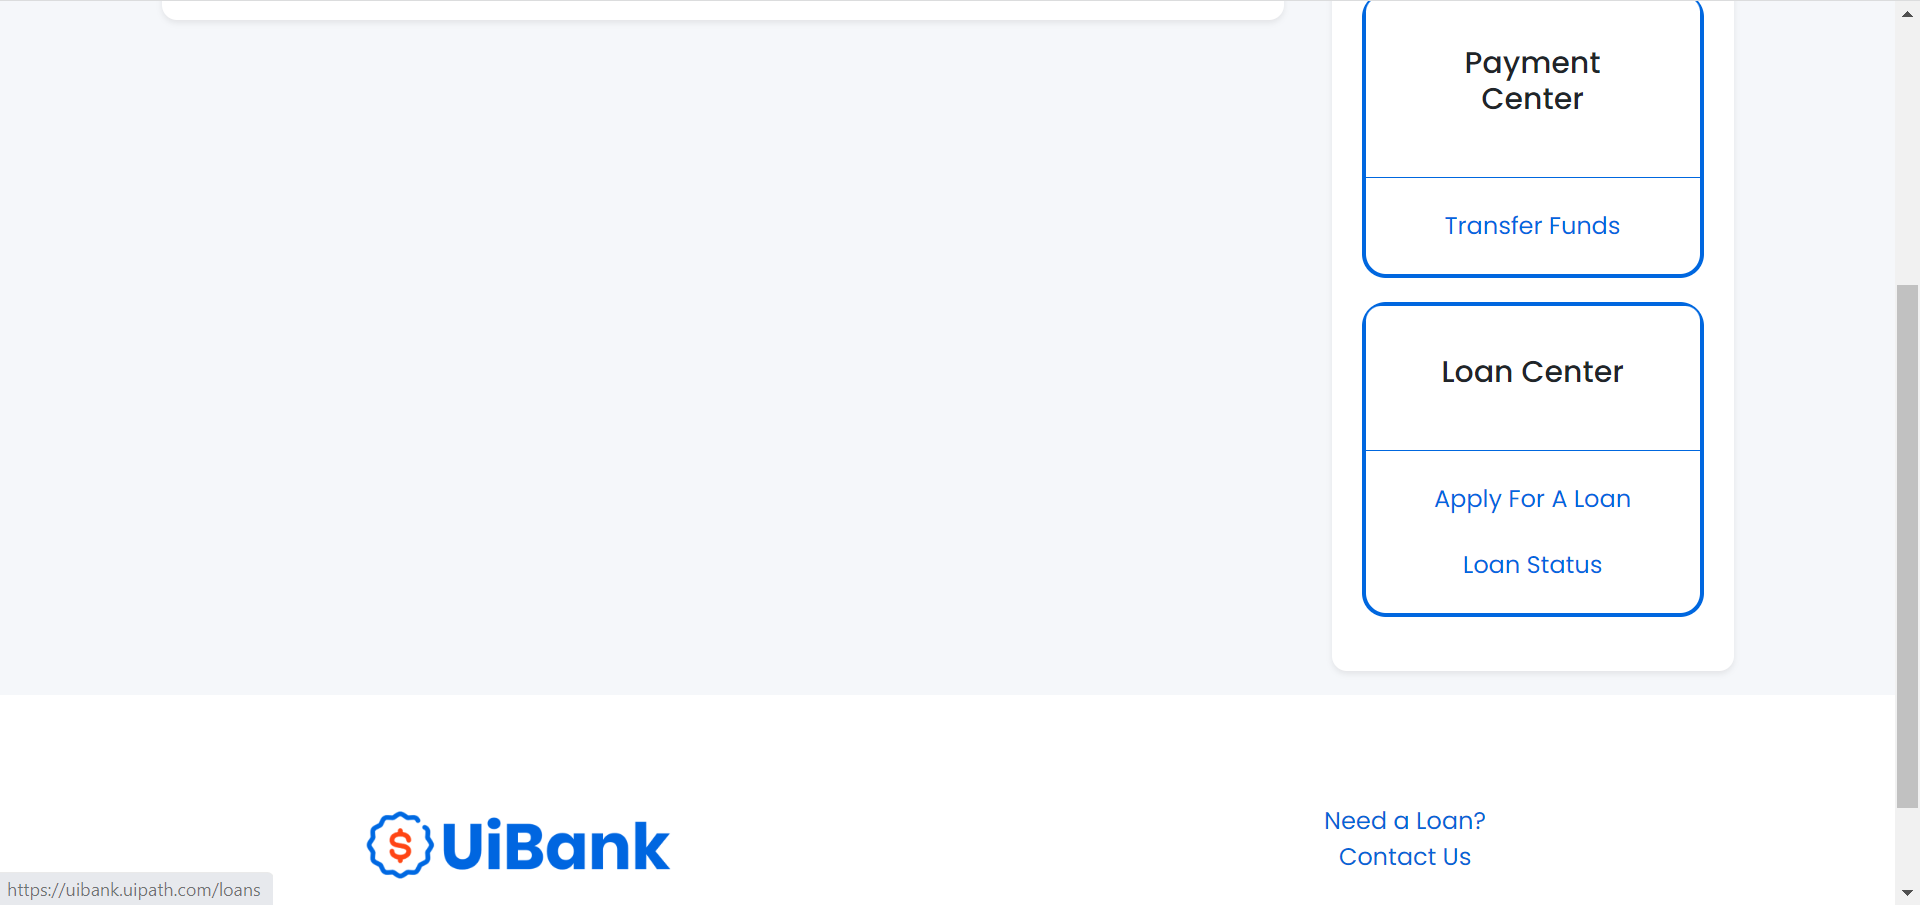 Payment
Center
Transfer Funds
Loan Center
Apply For A Loan
Loan Status
$ UiBank
Need a Loan?
Contact Us
https://uibank.uipath.com/loans